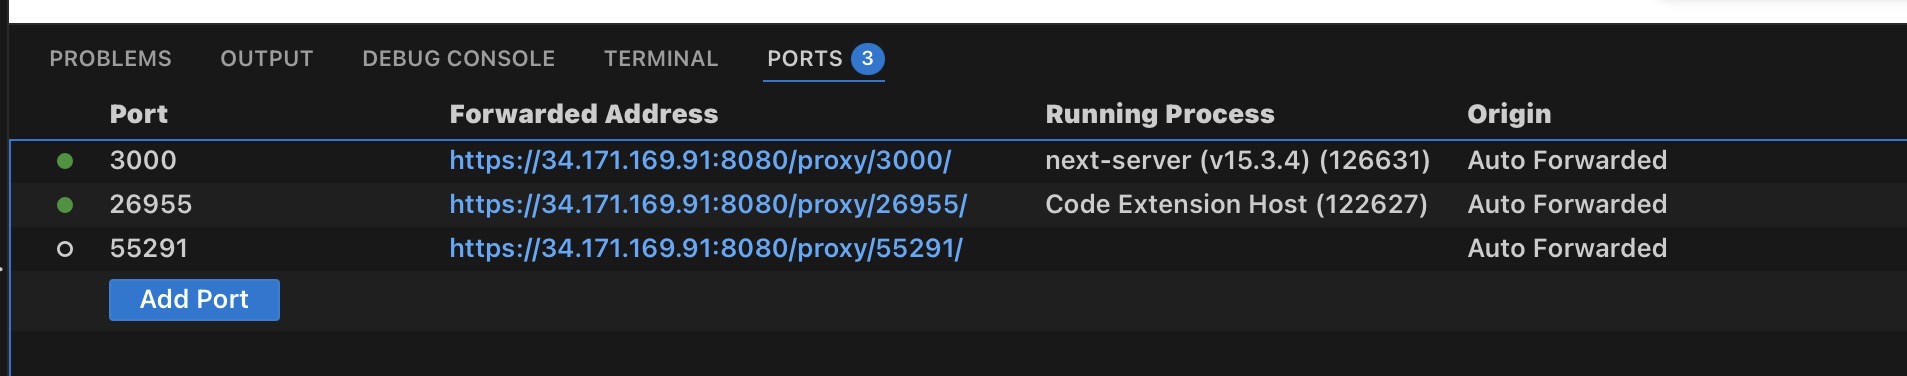 PROBLEMS OUTPUT DEBUG CONSOLE TERMINAL PORTS 3
Port Forwarded Address Running Process Origin
3000 https://34.171.169.91:8080/proxy/3000/ next-server (v15.3.4) (126631) Auto Forwarded
26955 https://34.171.169.91:8080/proxy/26955/ Code Extension Host (122627) Auto Forwarded
55291 https://34.171.169.91:8080/proxy/55291/ Auto Forwarded
Add Port